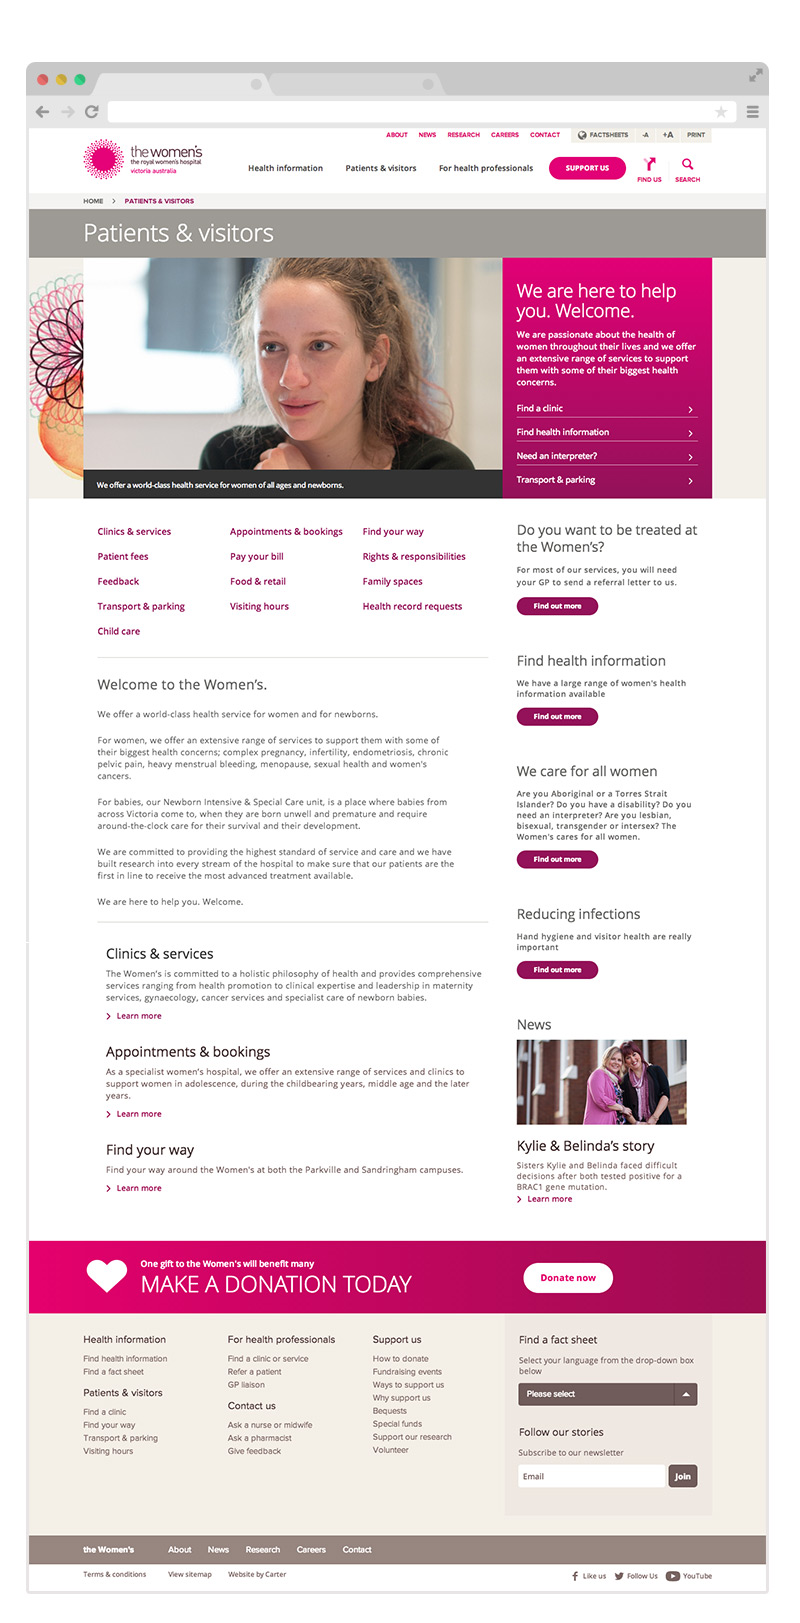 ABOUT NEWS RESEARCH CAREERS CONTACT FACTSHEETS -A +A PRINT
the women's
the royal women's hospital
victoria australia
Health information Patients & visitors For health professionals SUPPORT US FIND US SEARCH
HOME > PATIENTS & VISITORS
Patients & visitors
We offer a world-class health service for women of all ages and newborns.
We are here to help
you. Welcome.
We are passionate about the health of
women throughout their lives and we offer
an extensive range of services to support
them with some of their biggest health
concerns.
Find a clinic
Find health information
Need an interpreter?
Transport & parking
Clinics & services Appointments & bookings Find your way
Patient fees Pay your bill Rights & responsibilities
Feedback Food & retail Family spaces
Transport & parking Visiting hours Health record requests
Child care
Welcome to the Women's.
We offer a world-class health service for women and for newborns.
For women, we offer an extensive range of services to support them with some of
their biggest health concerns; complex pregnancy, infertility, endometriosis, chronic
pelvic pain, heavy menstrual bleeding, menopause, sexual health and women's
cancers.
For babies, our Newborn Intensive & Special Care unit, is a place where babies from
across Victoria come to, when they are born unwell and premature and require
around-the-clock care for their survival and their development.
We are committed to providing the highest standard of service and care and we have
built research into every stream of the hospital to make sure that our patients are the
first in line to receive the most advanced treatment available.
We are here to help you. Welcome.
Clinics & services
The Women's is committed to a holistic philosophy of health and provides comprehensive
services ranging from health promotion to clinical expertise and leadership in maternity
services, gynaecology, cancer services and specialist care of newborn babies.
> Learn more
Appointments & bookings
As a specialist women's hospital, we offer an extensive range of services and clinics to
support women in adolescence, during the childbearing years, middle age and the later
years.
> Learn more
Find your way
Find your way around the Women's at both the Parkville and Sandringham campuses.
> Learn more
Do you want to be treated at
the Women's?
For most of our services, you will need
your GP to send a referral letter to us.
Find out more
Find health information
We have a large range of women's health
information available
Find out more
We care for all women
Are you Aboriginal or a Torres Strait
Islander? Do you have a disability? Do you
need an interpreter? Are you lesbian,
bisexual, transgender or intersex? The
Women's cares for all women.
Find out more
Reducing infections
Hand hygiene and visitor health are really
important
Find out more
News
Kylie & Belinda's story
Sisters Kylie and Belinda faced difficult
decisions after both tested positive for a
BRAC1 gene mutation.
> Learn more
One gift to the Women's will benefit many
MAKE A DONATION TODAY
Donate now
Health information
Find health information
Find a fact sheet
Patients & visitors
Find a clinic
Find your way
Transport & parking
Visiting hours
For health professionals
Find a clinic or service
Refer a patient
GP liaison
Contact us
Ask a nurse or midwife
Ask a pharmacist
Give feedback
Support us
How to donate
Fundraising events
Ways to support us
Why support us
Bequests
Special funds
Support our research
Volunteer
Find a fact sheet
Select your language from the drop-down box
below
Please select
Follow our stories
Subscribe to our newsletter
Email Join
the Women's About News Research Careers Contact
Terms & conditions View sitemap Website by Carter Like us Follow Us YouTube